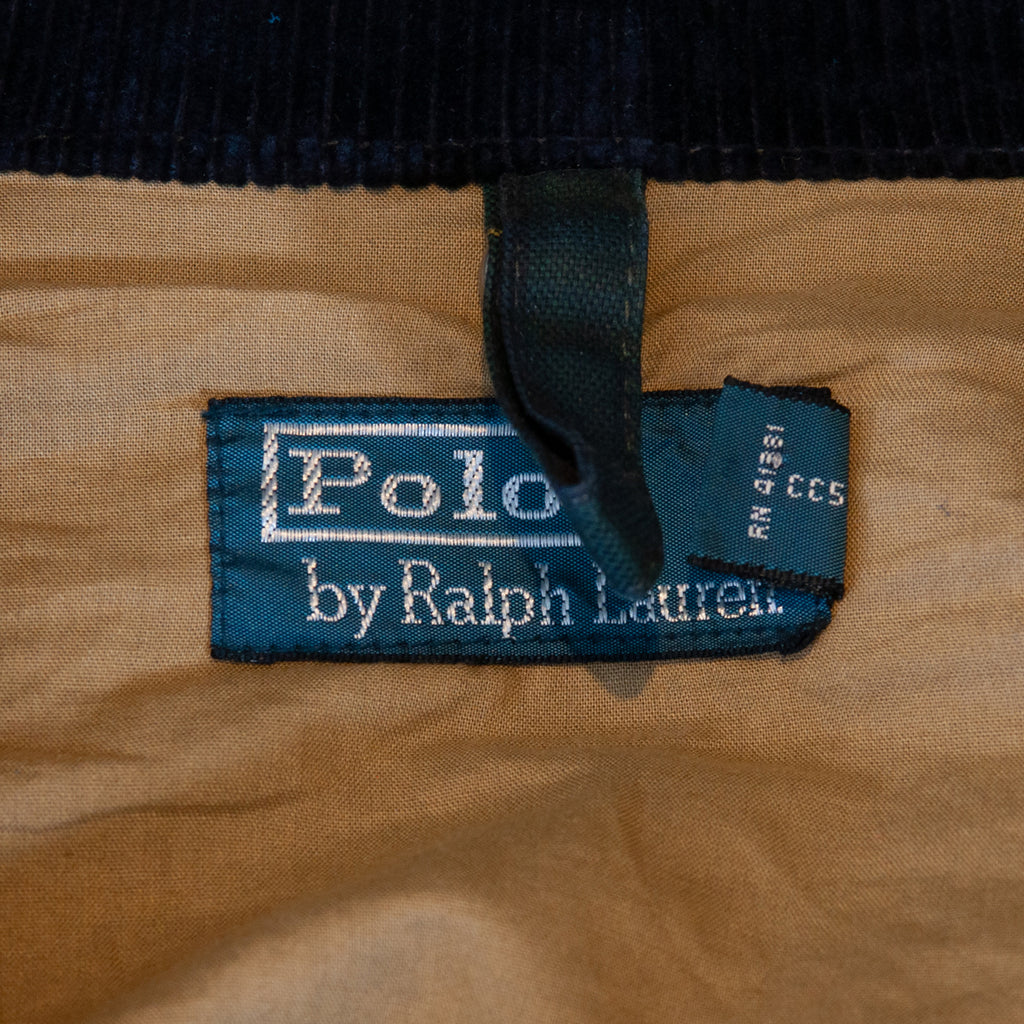 Polo
by Ralph Lauren
RN 41381
CC5